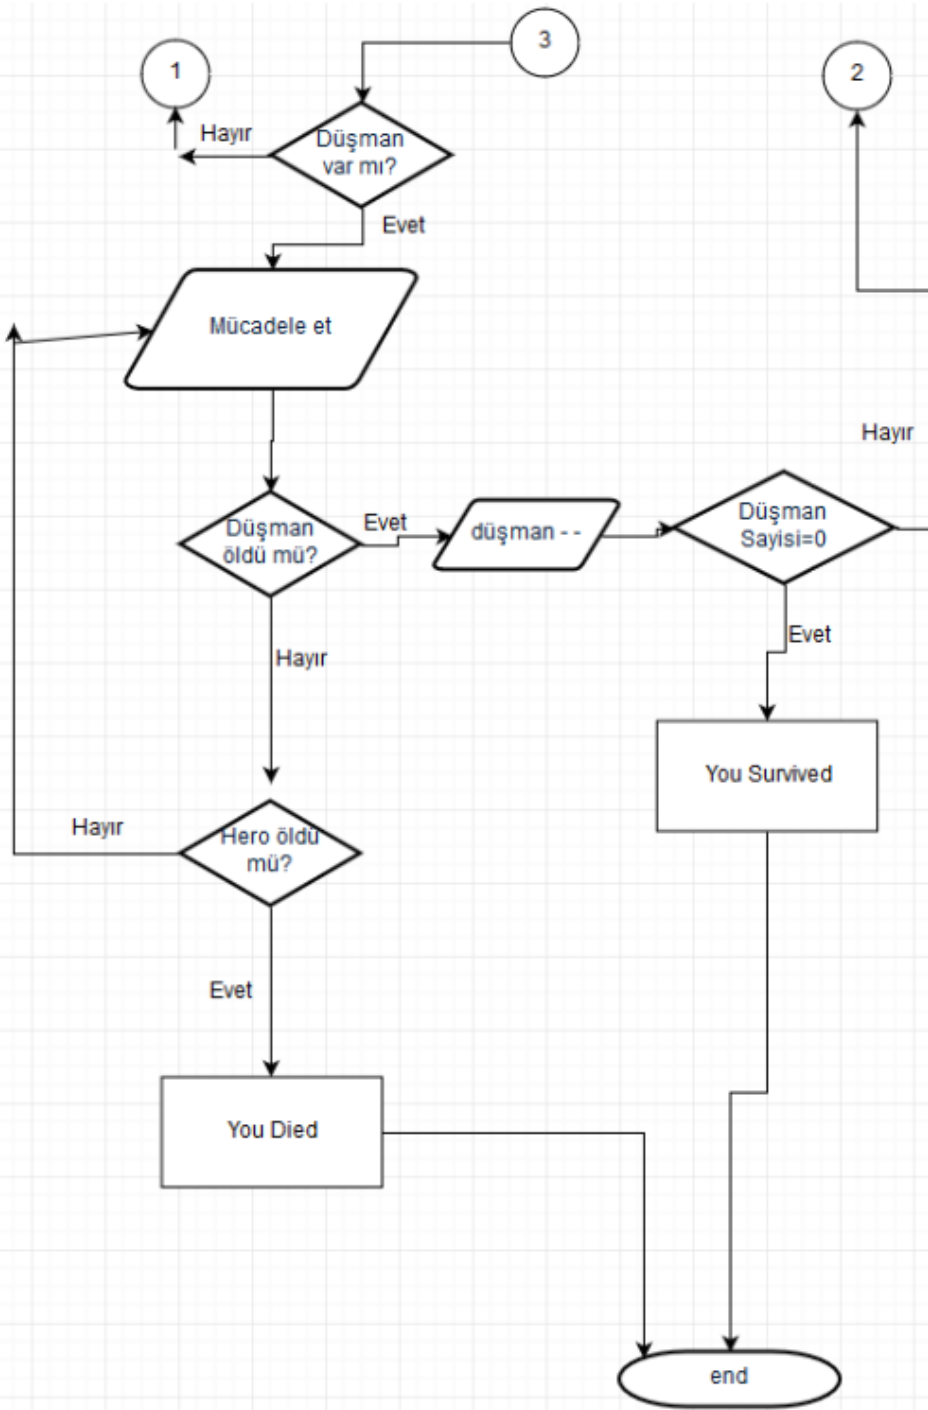 3
1
2
Hayır
Düşman
var mı?
Evet
Mücadele et
Hayır
Düşman
öldü mü?
Evet
düşman - -
Düşman
Sayisi=0
Hayır
Evet
You Survived
Hayır
Hero öldü
mü?
Evet
You Died
end